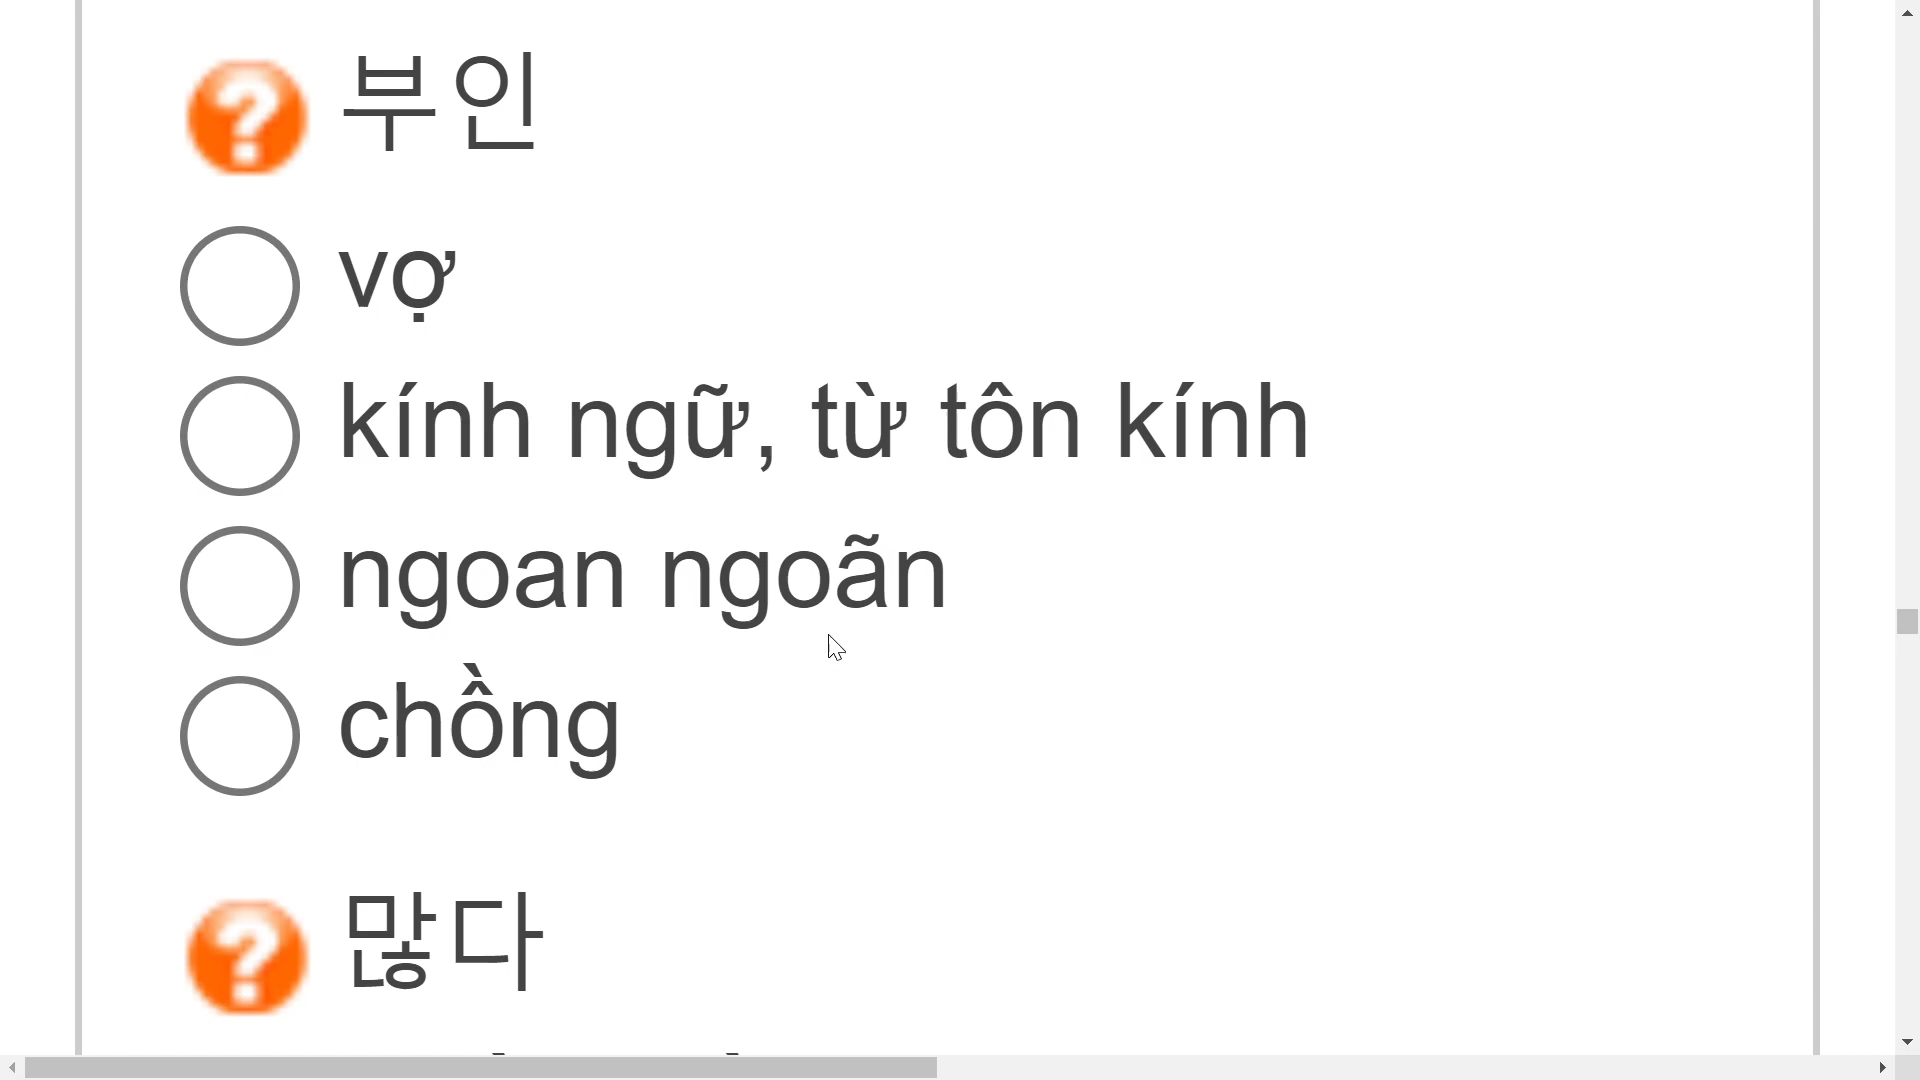 부인
vợ
kính ngữ, từ tôn kính
ngoan ngoãn
chồng
많다